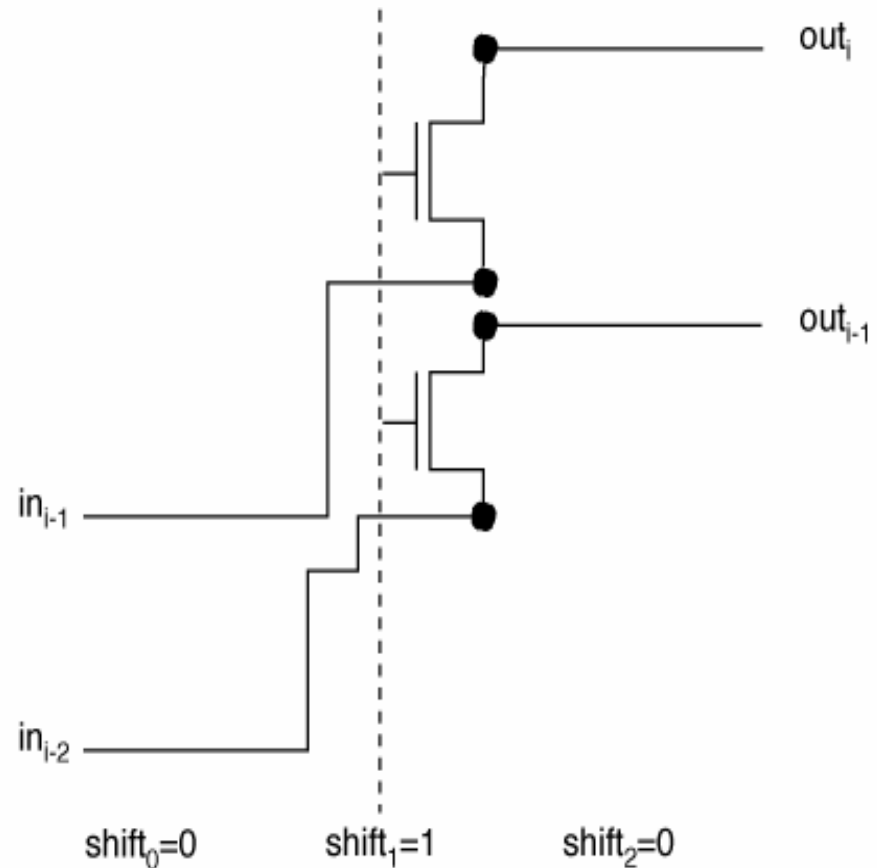 out_i
out_{i-1}
in_{i-1}
in_{i-2}
shift_0=0 shift_1=1 shift_2=0